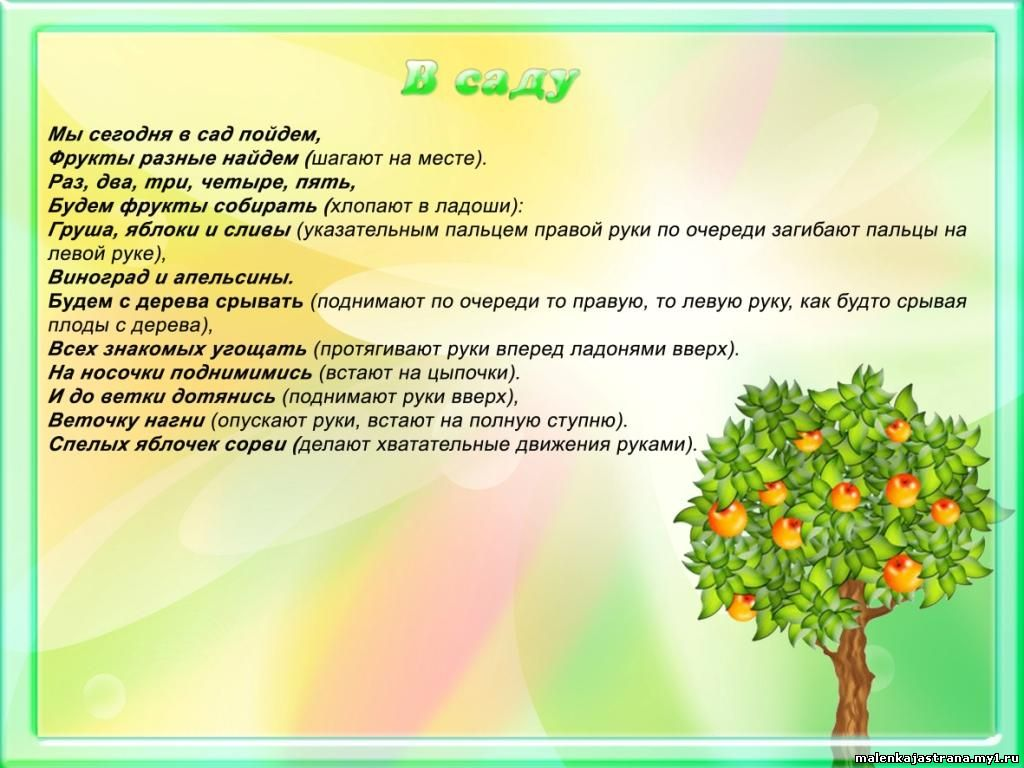 В саду
Мы сегодня в сад пойдем,
Фрукты разные найдем (шагают на месте).
Раз, два, три, четыре, пять,
Будем фрукты собирать (хлопают в ладоши):
Груша, яблоки и сливы (указательным пальцем правой руки по очереди загибают пальцы на
левой руке),
Виноград и апельсины.
Будем с дерева срывать (поднимают по очереди то правую, то левую руку, как будто срывая
плоды с дерева),
Всех знакомых угощать (протягивают руки вперед ладонями вверх).
На носочки поднимимись (встают на цыпочки).
И до ветки дотянись (поднимают руки вверх),
Веточку нагни (опускают руки, встают на полную ступню).
Спелых яблочек сорви (делают хватательные движения руками).
malenkajastrana.my1.ru